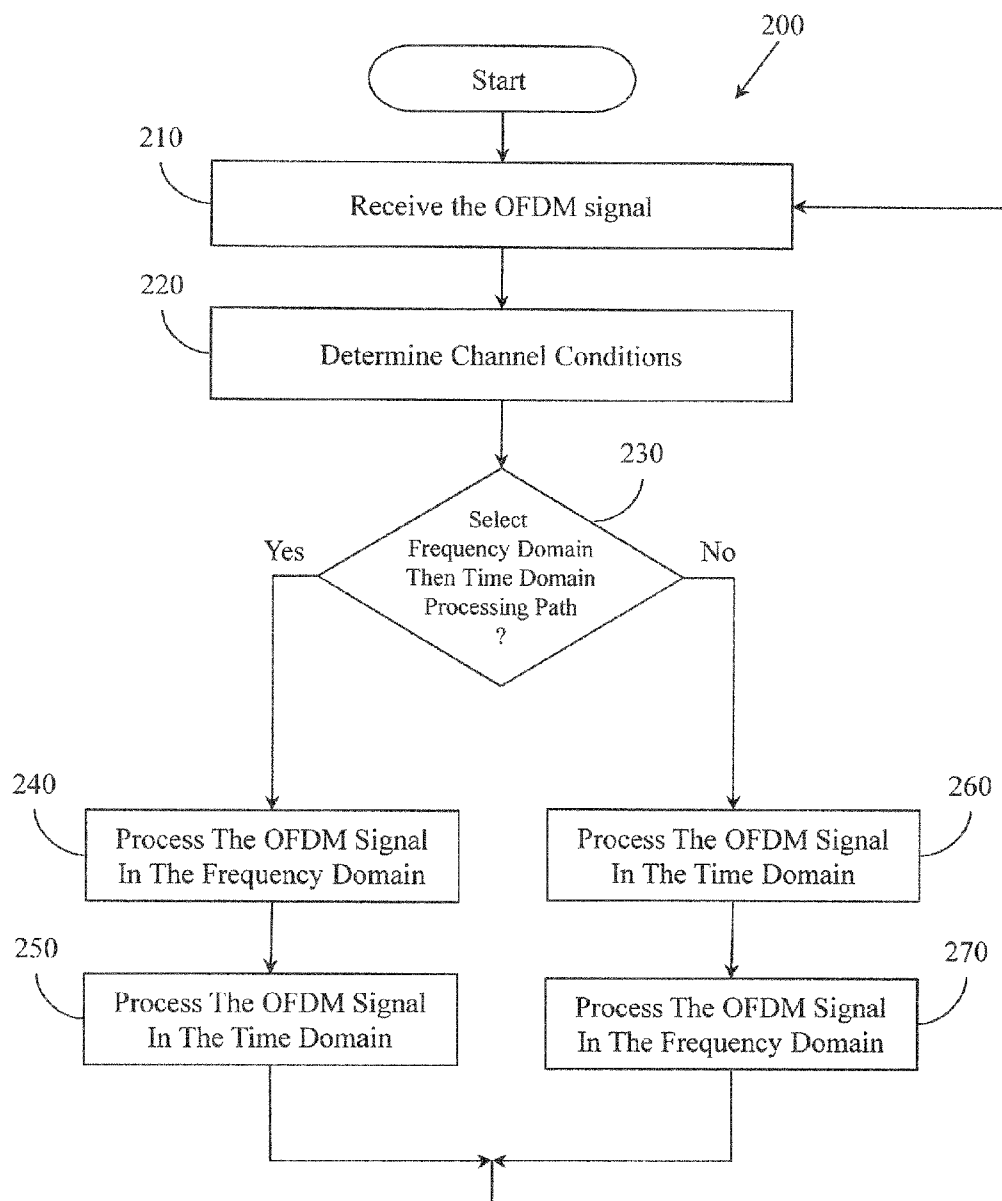 200
Start
210
Receive the OFDM signal
220
Determine Channel Conditions
230
Select
Frequency Domain
Then Time Domain
Processing Path
?
Yes
No
240
Process The OFDM Signal
In The Frequency Domain
260
Process The OFDM Signal
In The Time Domain
250
Process The OFDM Signal
In The Time Domain
270
Process The OFDM Signal
In The Frequency Domain